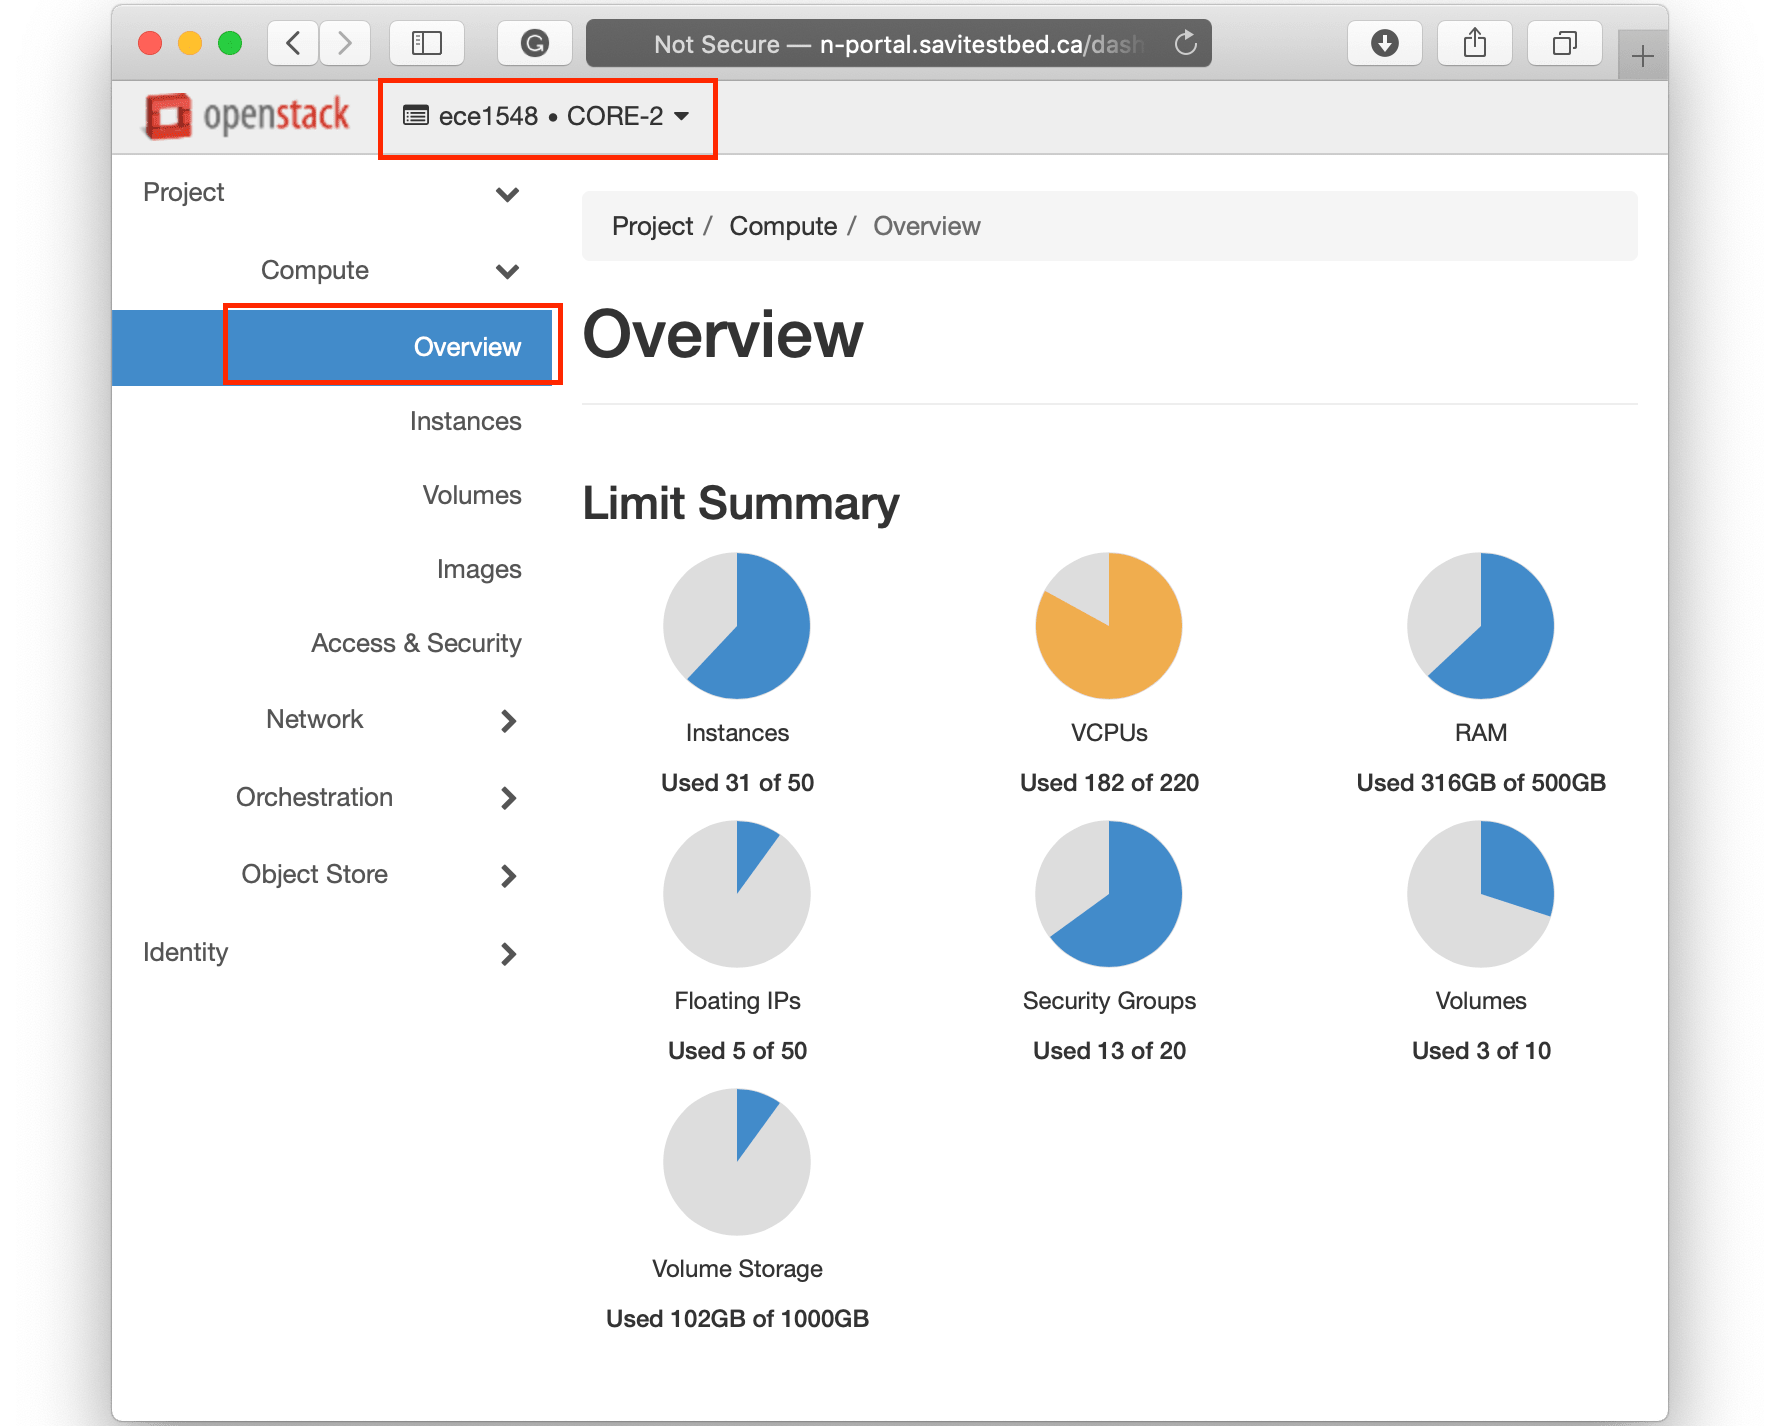 Not Secure — n-portal.savitestbed.ca/dash
openstack
ece1548 • CORE-2
Project
Compute
Overview
Instances
Volumes
Images
Access & Security
Network
Orchestration
Object Store
Identity
Project / Compute / Overview
Overview
Limit Summary
Instances
Used 31 of 50
VCPUs
Used 182 of 220
RAM
Used 316GB of 500GB
Floating IPs
Used 5 of 50
Security Groups
Used 13 of 20
Volumes
Used 3 of 10
Volume Storage
Used 102GB of 1000GB